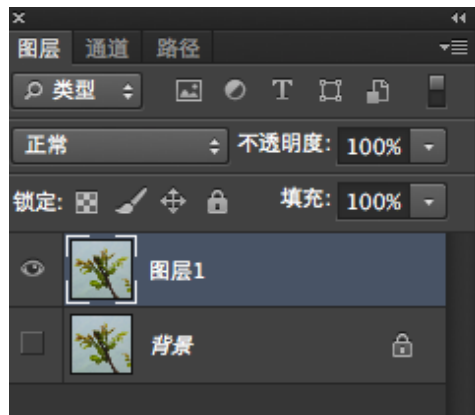 图层 通道 路径
类型
正常 不透明度: 100%
锁定: 填充: 100%
图层1
背景